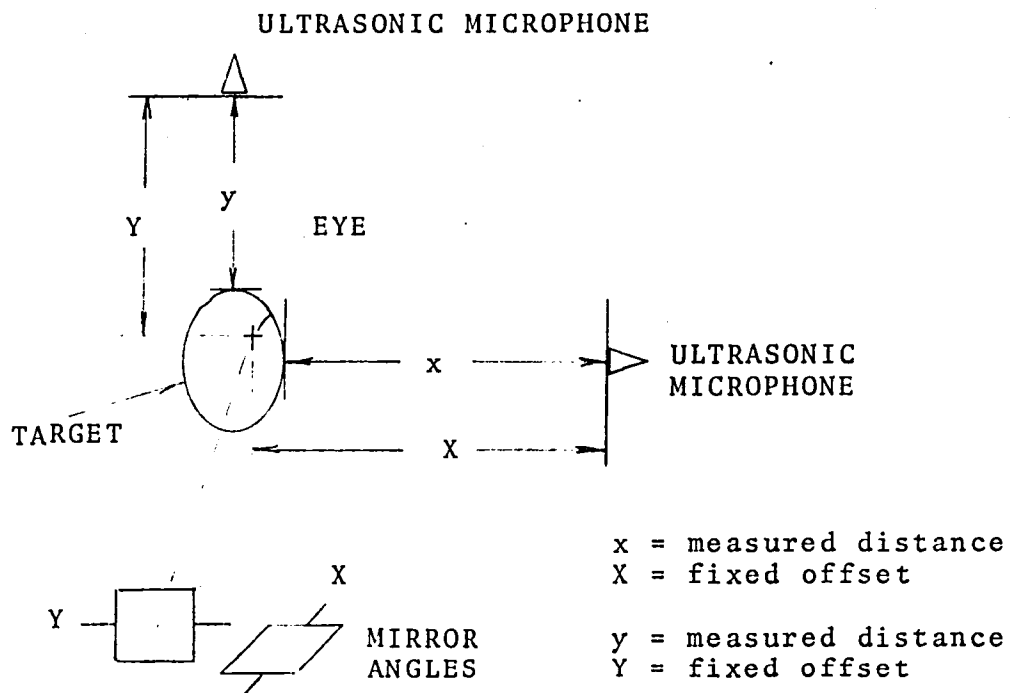 ULTRASONIC MICROPHONE
Y
y
EYE
x
ULTRASONIC
MICROPHONE
TARGET
X
x = measured distance
X = fixed offset
X
Y
MIRROR
ANGLES
y = measured distance
Y = fixed offset